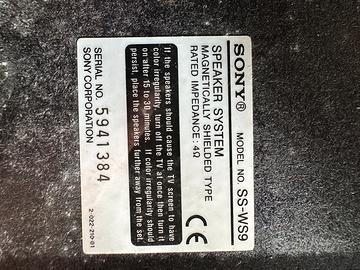 SONY® MODEL NO. SS-WS9
SPEAKER SYSTEM
MAGNETICALLY SHIELDED TYPE
RATED IMPEDANCE: 4Ω
CE
If the speakers should cause the TV screen to have
color irregularity, turn off the TV at once then turn it
on after 15 to 30 minutes. If color irregularity should
persist, place the speakers further away from the set.
SERIAL NO. 5941384
SONY CORPORATION
2-022-210-01